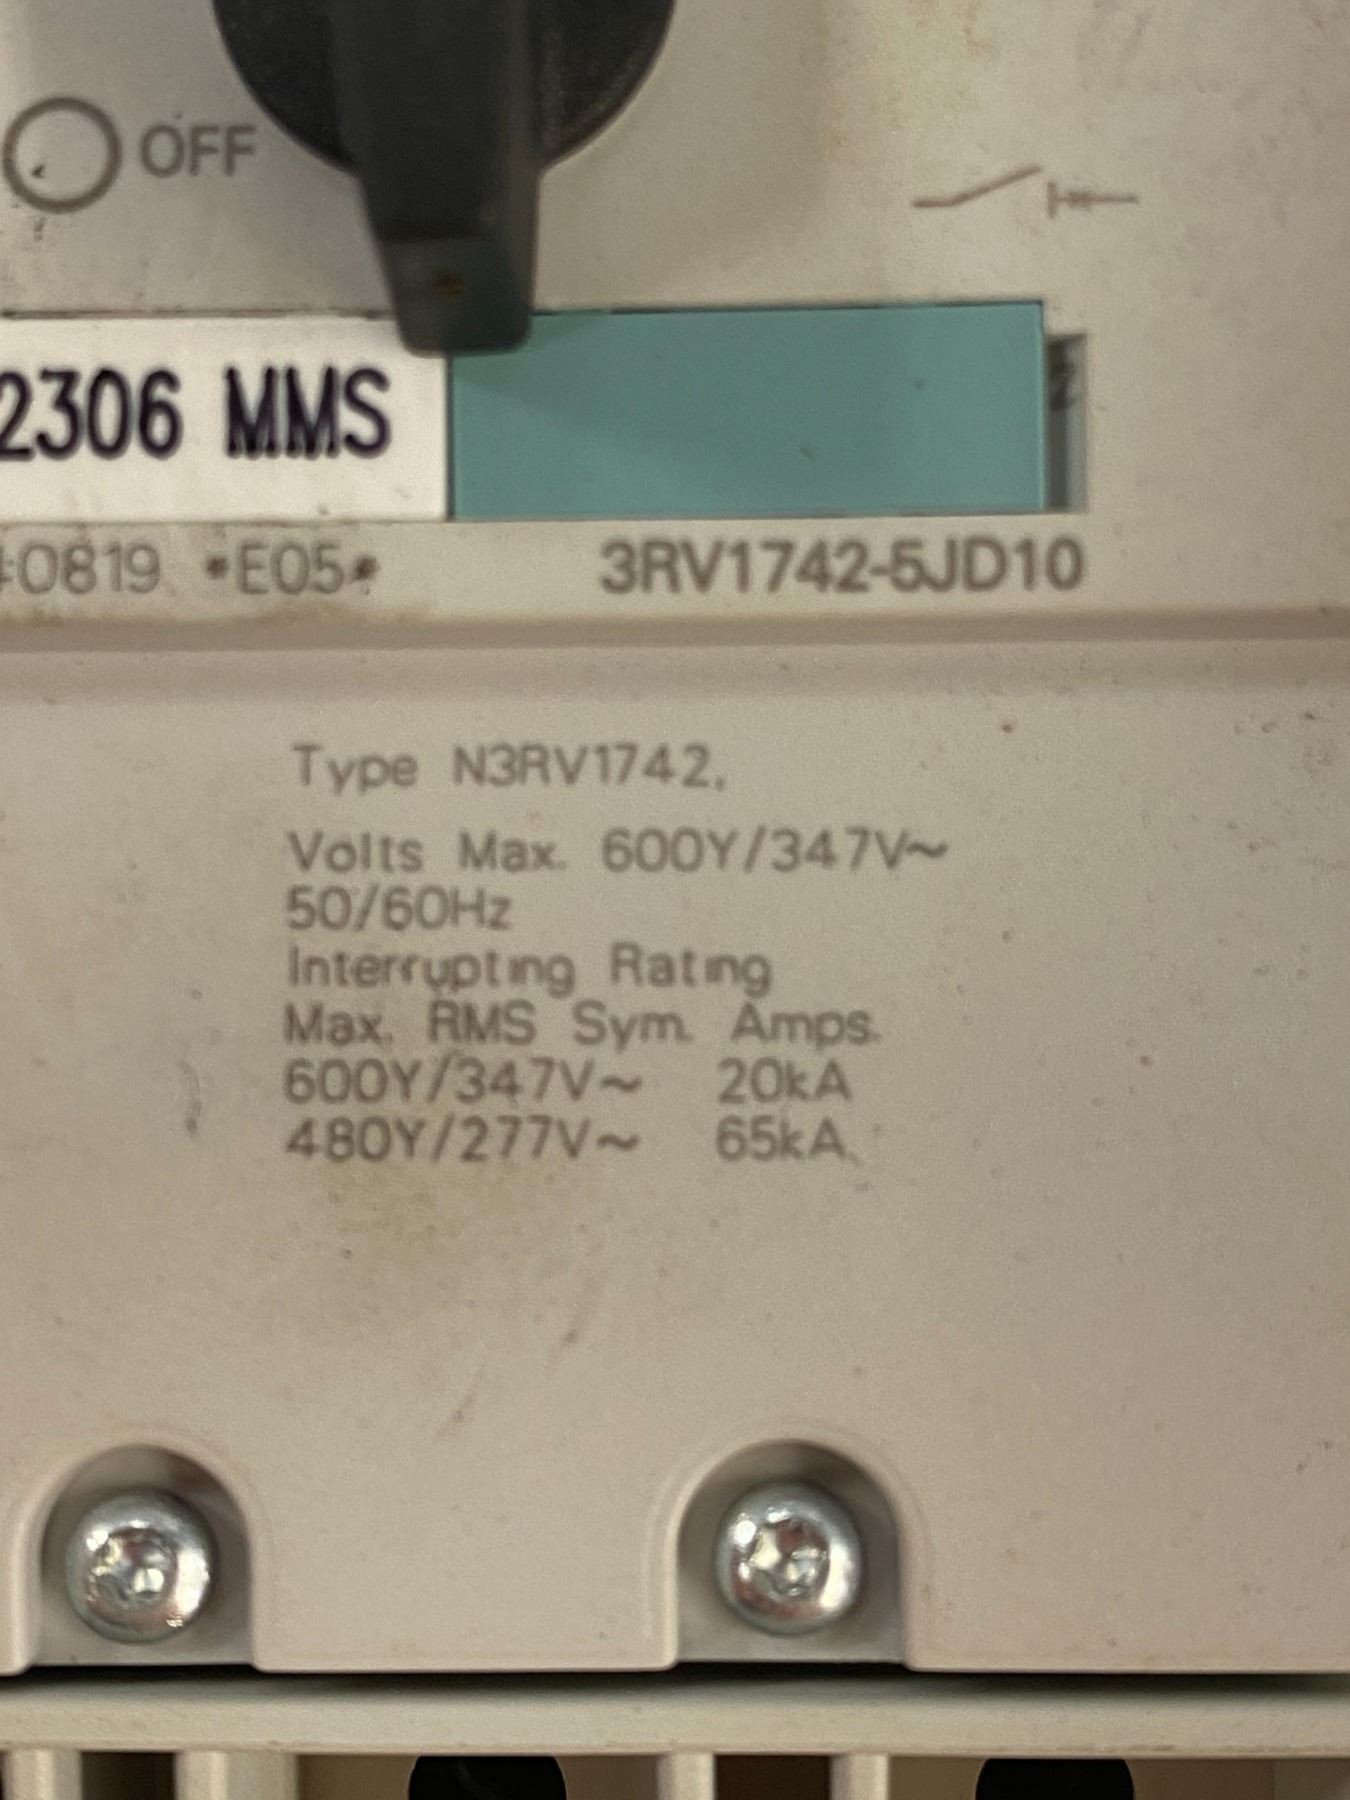 OFF
2306 MMS
0819 *E05*
3RV1742-5JD10
Type N3RV1742.
Volts Max. 600Y/347V~
50/60Hz
Interrupting Rating
Max. RMS Sym. Amps.
600Y/347V~ 20kA
480Y/277V~ 65kA